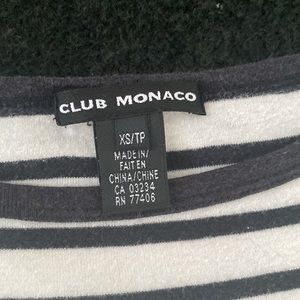 CLUB MONACO
XS/TP
MADE IN/
FAIT EN
CHINA/CHINE
CA 03234
RN 77406